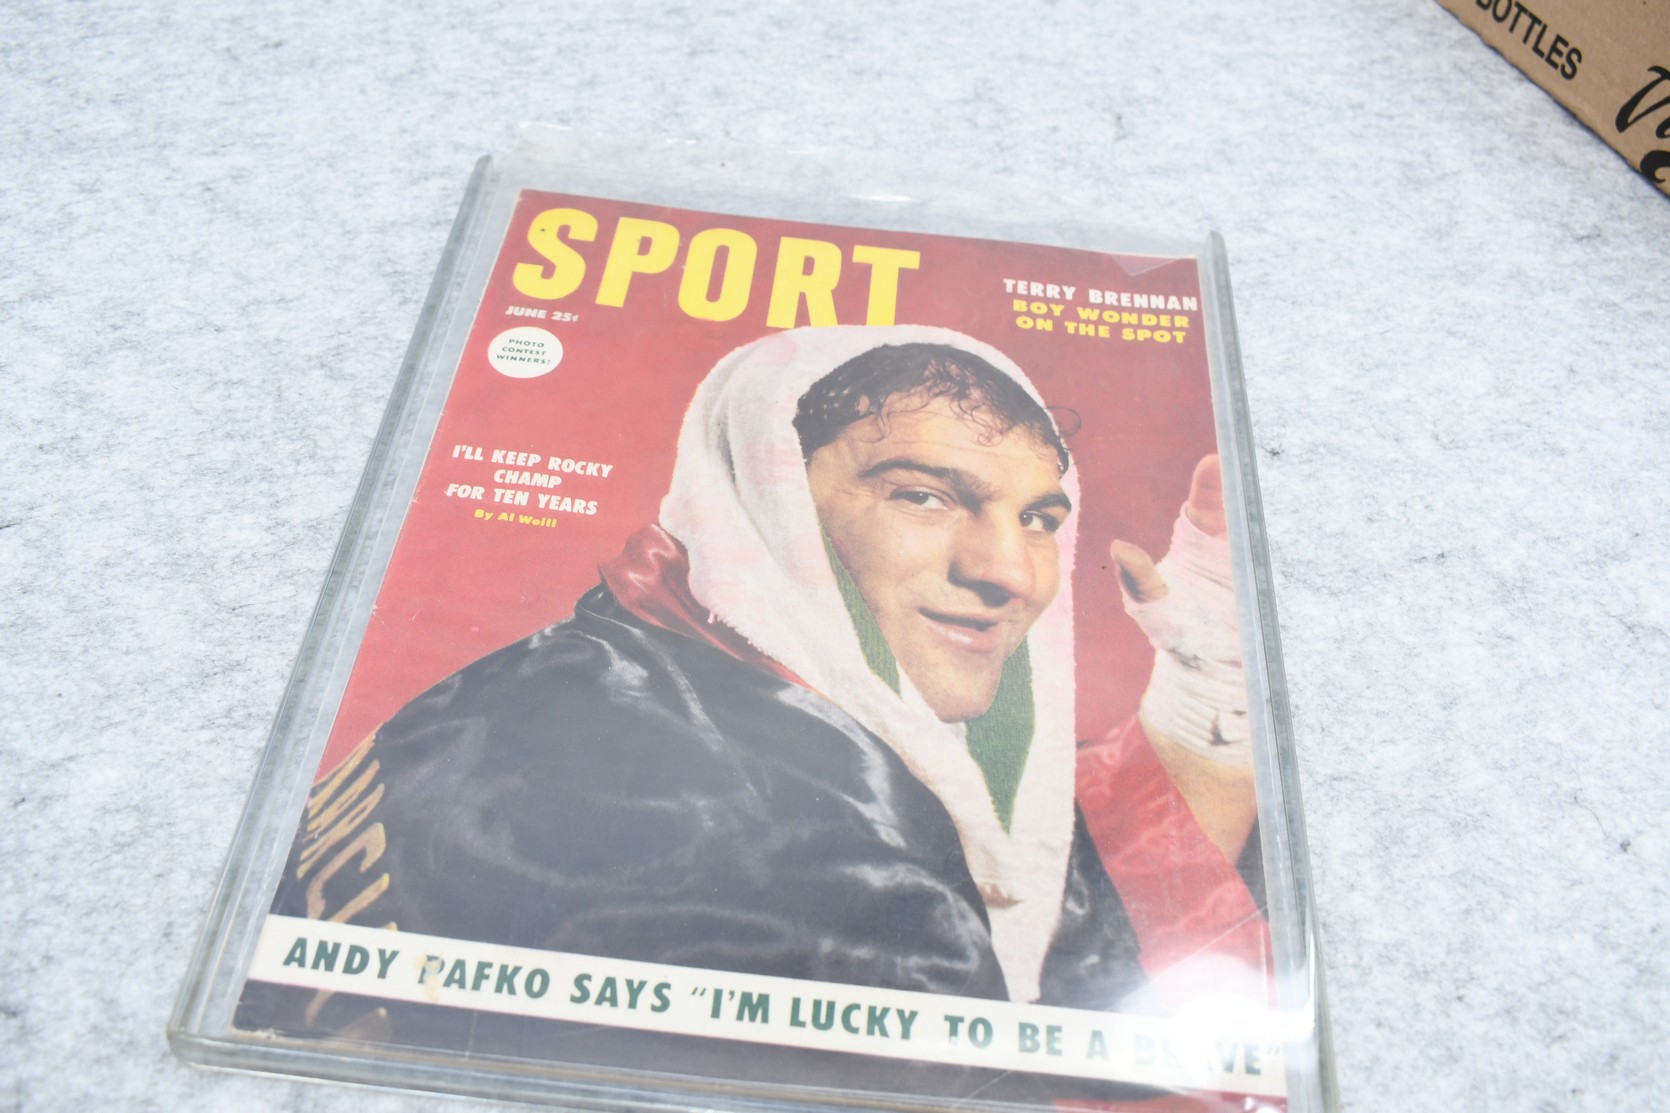 BOTTLES
SPORT
JUNE 25¢
PHOTO
CONTEST
WINNERS!
TERRY BRENNAN
BOY WONDER
ON THE SPOT
I'LL KEEP ROCKY
CHAMP
FOR TEN YEARS
By Al Weill
ANDY PAFKO SAYS "I'M LUCKY TO BE A BRAVE"